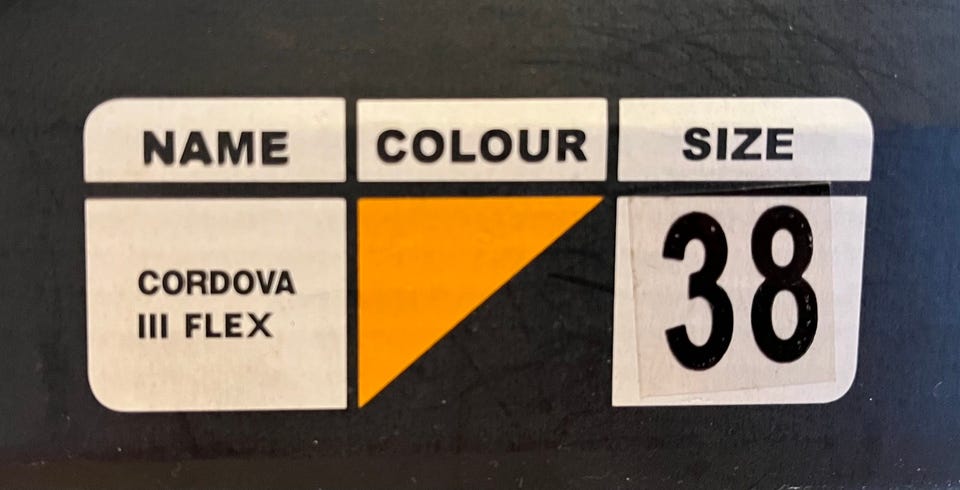 NAME COLOUR SIZE
CORDOVA
III FLEX
38